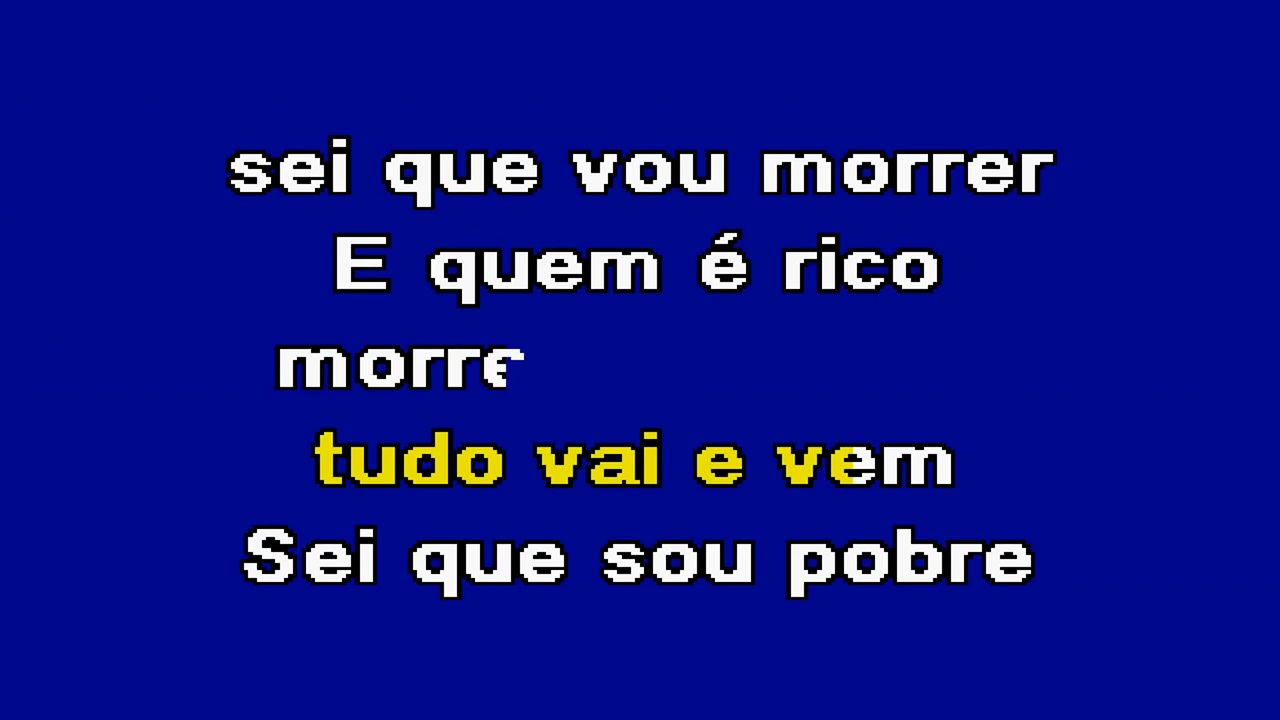 sei que vou morrer
E quem é rico
morre
tudo vai e vem
Sei que sou pobre